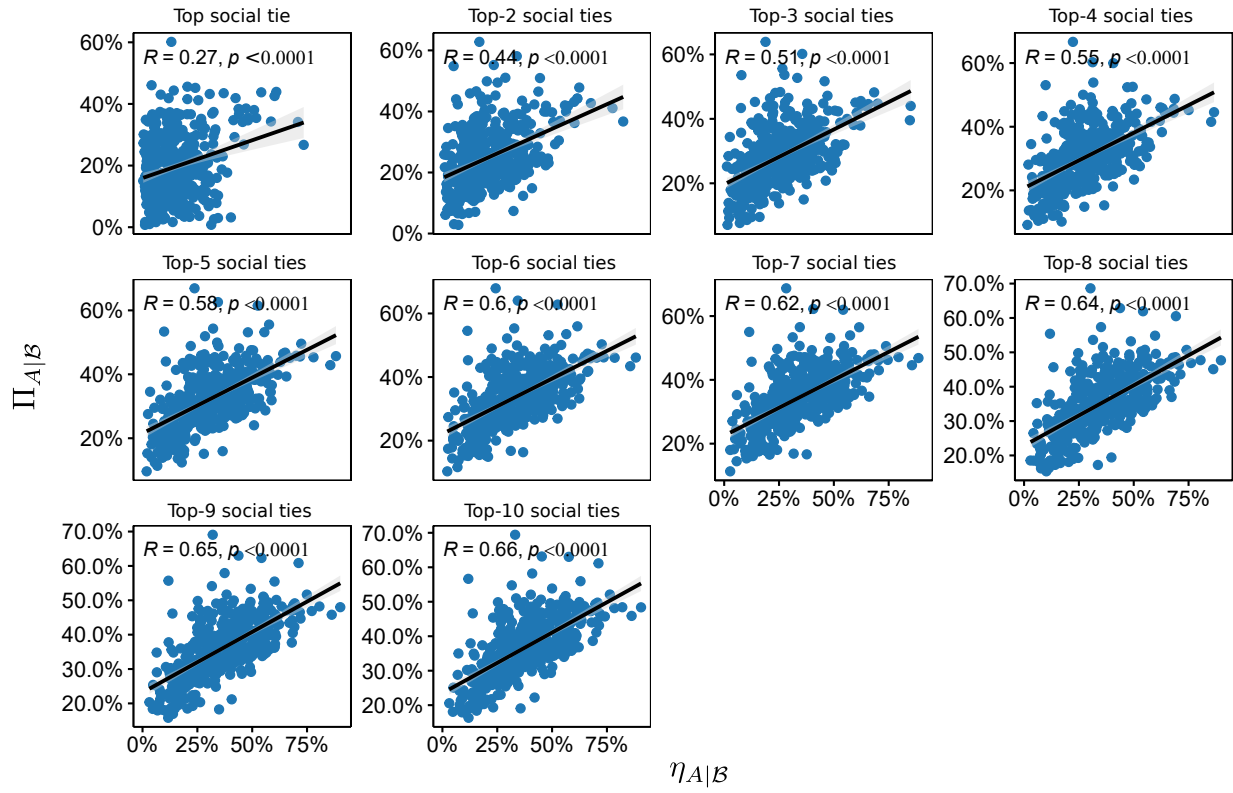 Top social tie
Top-2 social ties
Top-3 social ties
Top-4 social ties
60%
40%
20%
0%
R = 0.27, p <0.0001
60%
40%
20%
0%
R = 0.44, p <0.0001
60%
40%
20%
R = 0.51, p <0.0001
60%
40%
20%
R = 0.55, p <0.0001
Top-5 social ties
Top-6 social ties
Top-7 social ties
Top-8 social ties
60%
40%
20%
R = 0.58, p <0.0001
60%
40%
20%
R = 0.6, p <0.0001
60%
40%
20%
R = 0.62, p <0.0001
0% 25% 50% 75%
70.0%
60.0%
50.0%
40.0%
30.0%
20.0%
R = 0.64, p <0.0001
0% 25% 50% 75%
Π_{A|ℬ}
Top-9 social ties
Top-10 social ties
70.0%
60.0%
50.0%
40.0%
30.0%
20.0%
R = 0.65, p <0.0001
0% 25% 50% 75%
70.0%
60.0%
50.0%
40.0%
30.0%
20.0%
R = 0.66, p <0.0001
0% 25% 50% 75%
η_{A|ℬ}